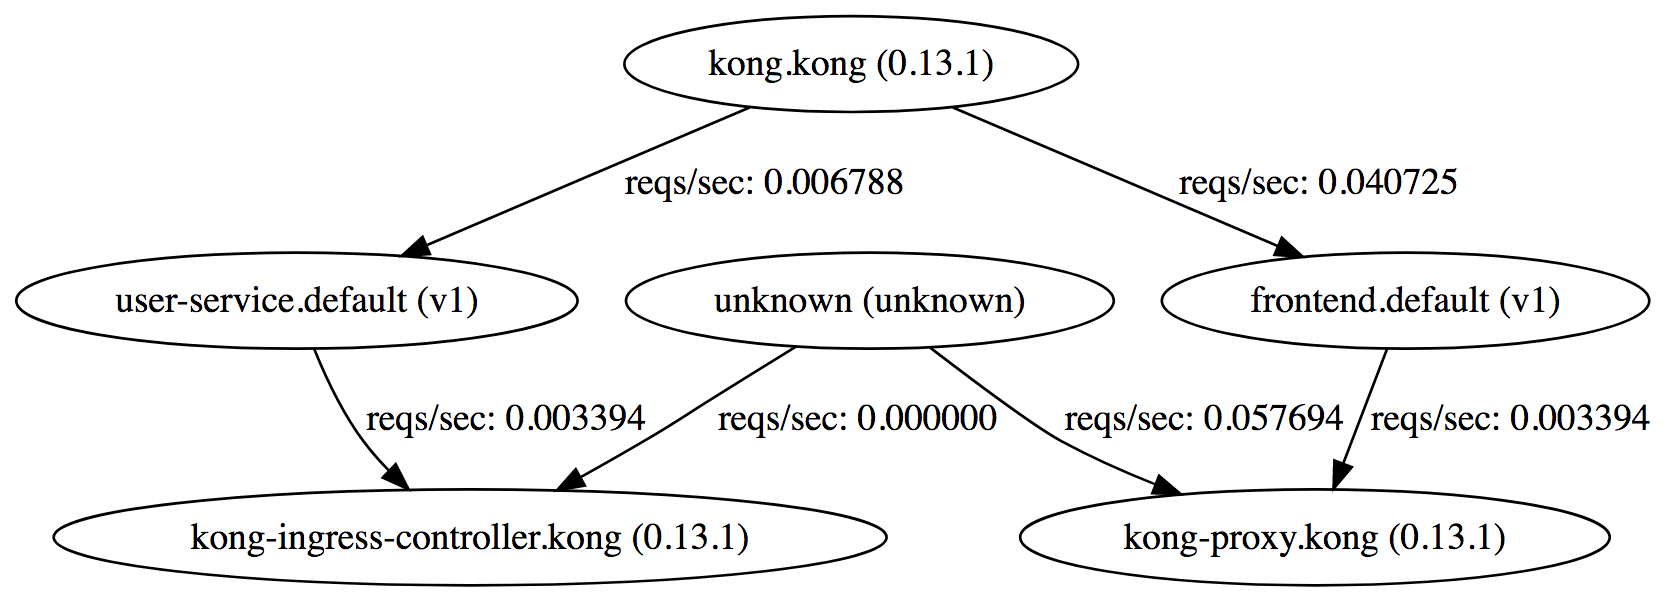 kong.kong (0.13.1)
reqs/sec: 0.006788
reqs/sec: 0.040725
user-service.default (v1)
unknown (unknown)
frontend.default (v1)
reqs/sec: 0.003394
reqs/sec: 0.000000
reqs/sec: 0.057694
reqs/sec: 0.003394
kong-ingress-controller.kong (0.13.1)
kong-proxy.kong (0.13.1)